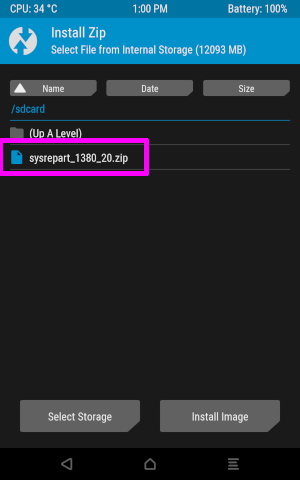 CPU: 34 °C 1:00 PM Battery: 100%
Install Zip
Select File from Internal Storage (12093 MB)
Name Date Size
/sdcard
(Up A Level)
sysrepart_1380_20.zip
Select Storage Install Image